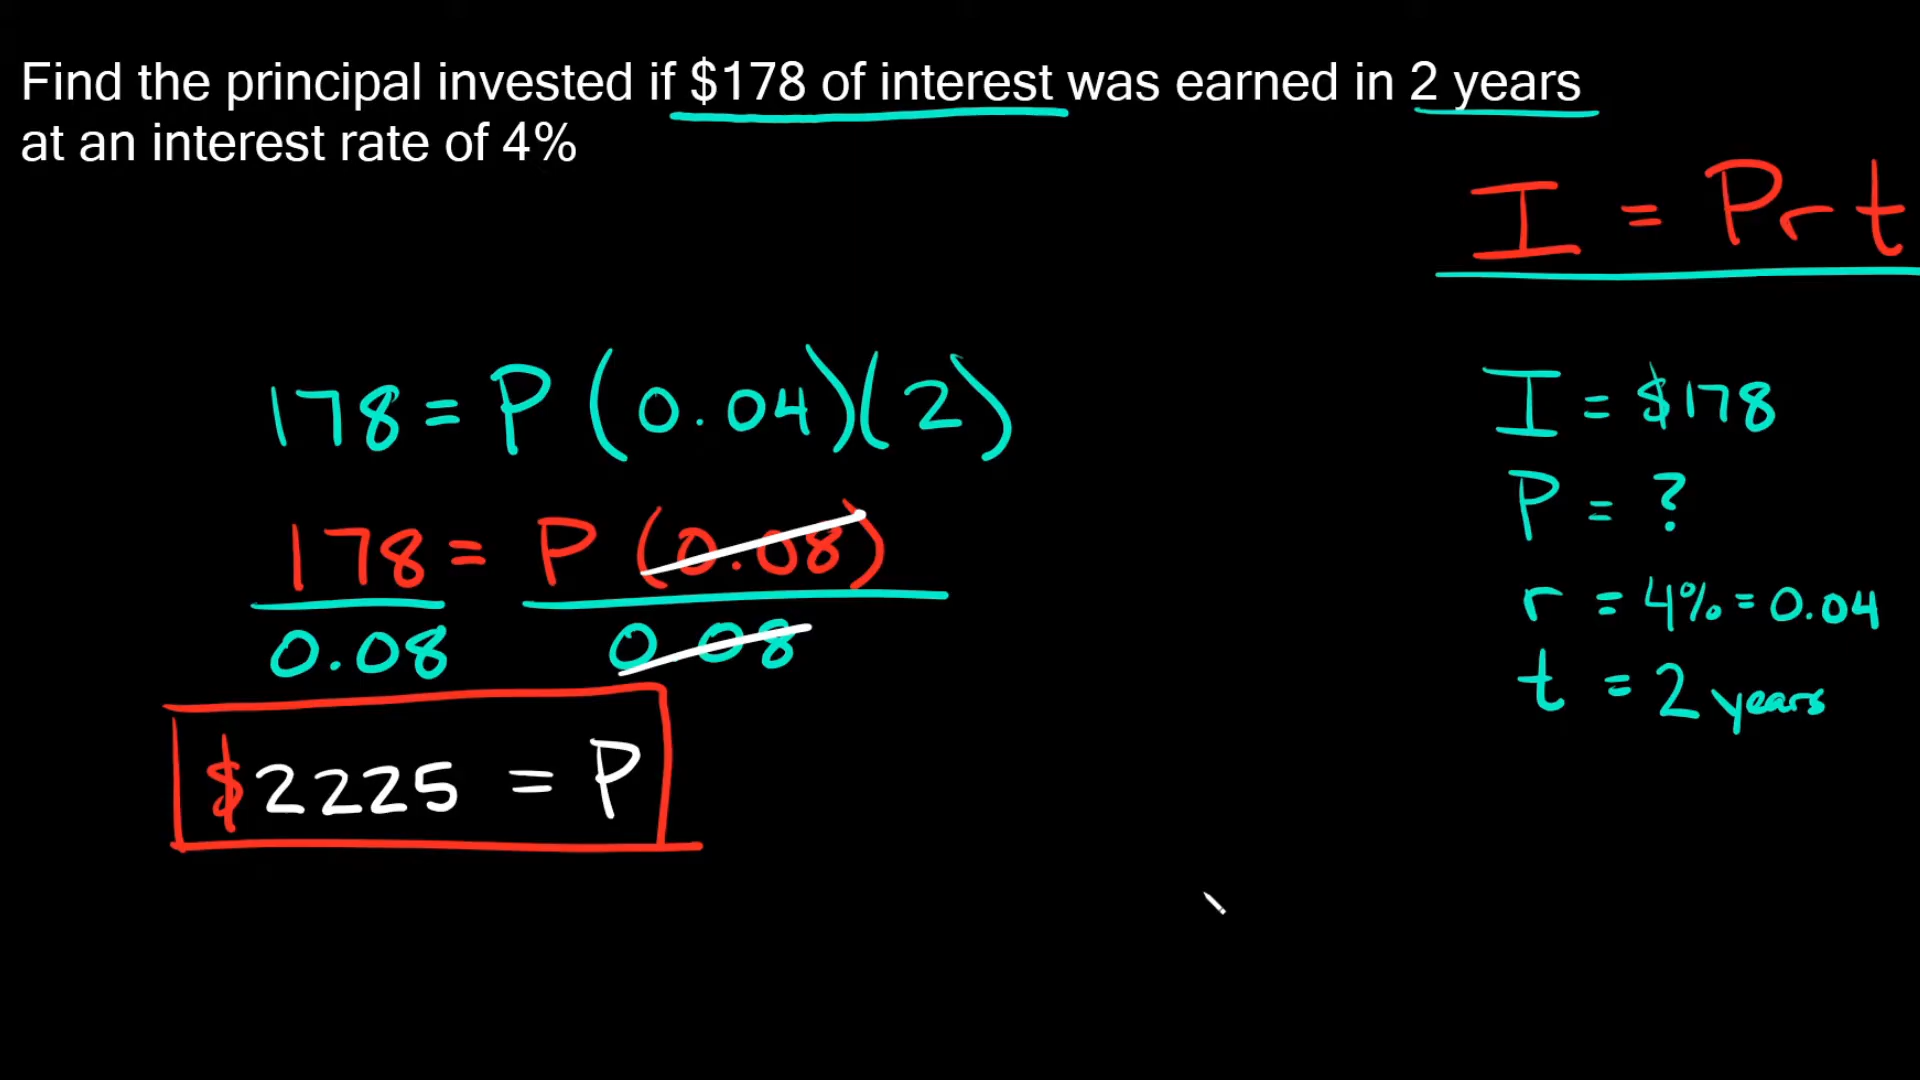 Find the principal invested if $178 of interest was earned in 2 years
at an interest rate of 4%
I = Prt
178 = P (0.04)(2)
178 = P (0.08)
0.08 0.08
$2225 = P
I = $178
P = ?
r = 4% = 0.04
t = 2 years